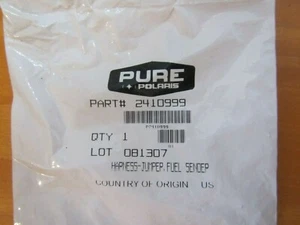 PURE
POLARIS
PART# 2410999
QTY 1
LOT 081307
HARNESS-JUMPER, FUEL SENDER
COUNTRY OF ORIGIN US